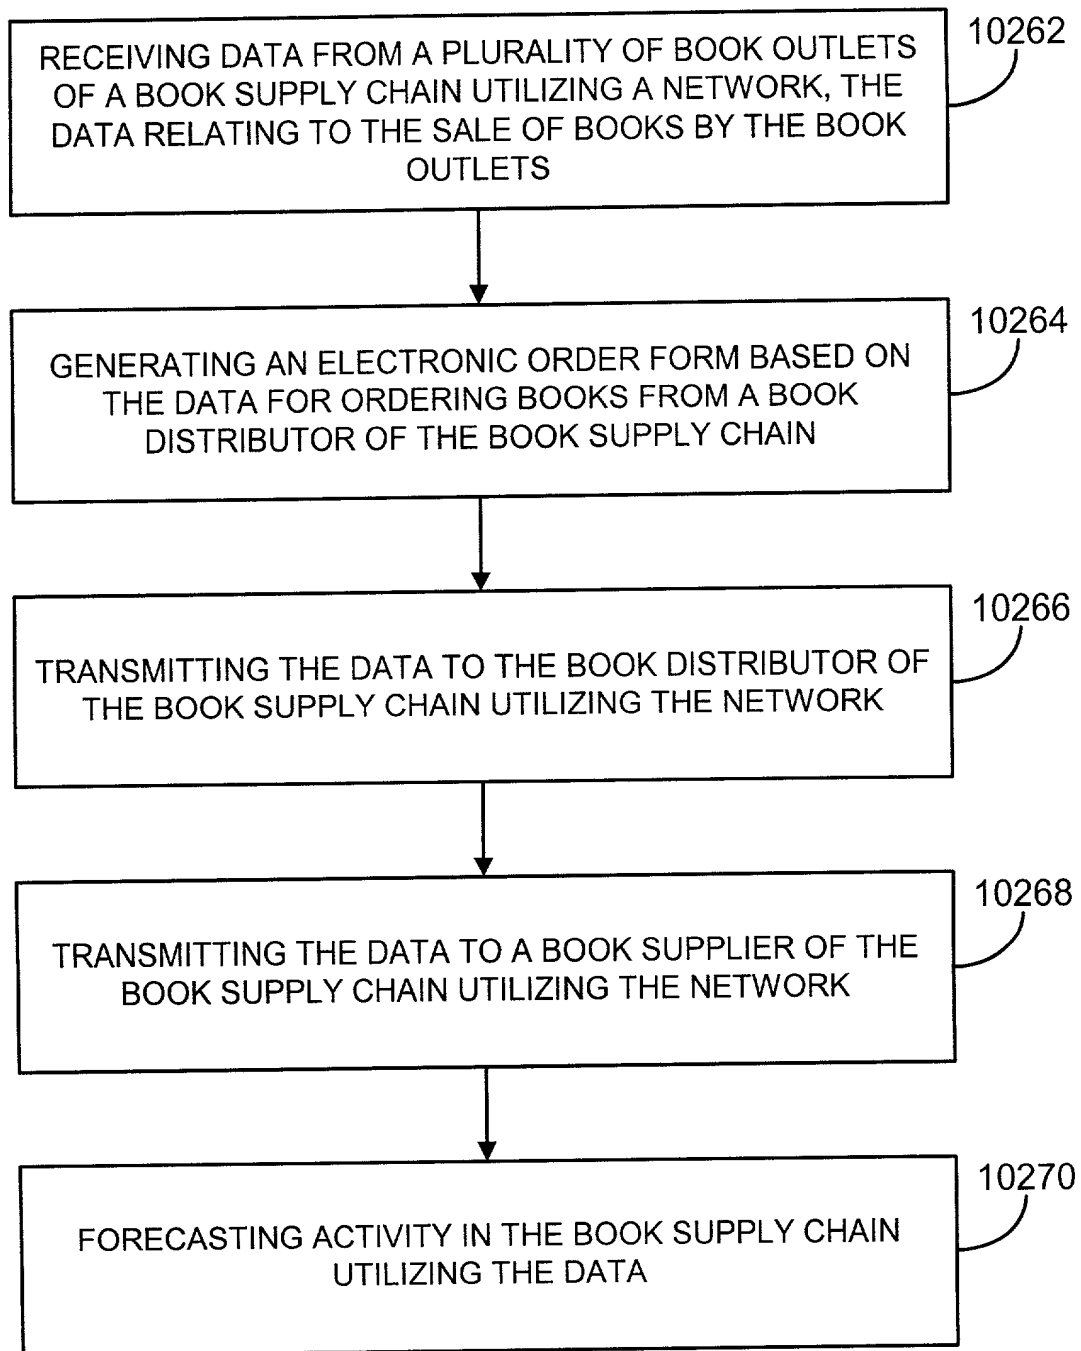 10262
RECEIVING DATA FROM A PLURALITY OF BOOK OUTLETS
OF A BOOK SUPPLY CHAIN UTILIZING A NETWORK, THE
DATA RELATING TO THE SALE OF BOOKS BY THE BOOK
OUTLETS
10264
GENERATING AN ELECTRONIC ORDER FORM BASED ON
THE DATA FOR ORDERING BOOKS FROM A BOOK
DISTRIBUTOR OF THE BOOK SUPPLY CHAIN
10266
TRANSMITTING THE DATA TO THE BOOK DISTRIBUTOR OF
THE BOOK SUPPLY CHAIN UTILIZING THE NETWORK
10268
TRANSMITTING THE DATA TO A BOOK SUPPLIER OF THE
BOOK SUPPLY CHAIN UTILIZING THE NETWORK
10270
FORECASTING ACTIVITY IN THE BOOK SUPPLY CHAIN
UTILIZING THE DATA